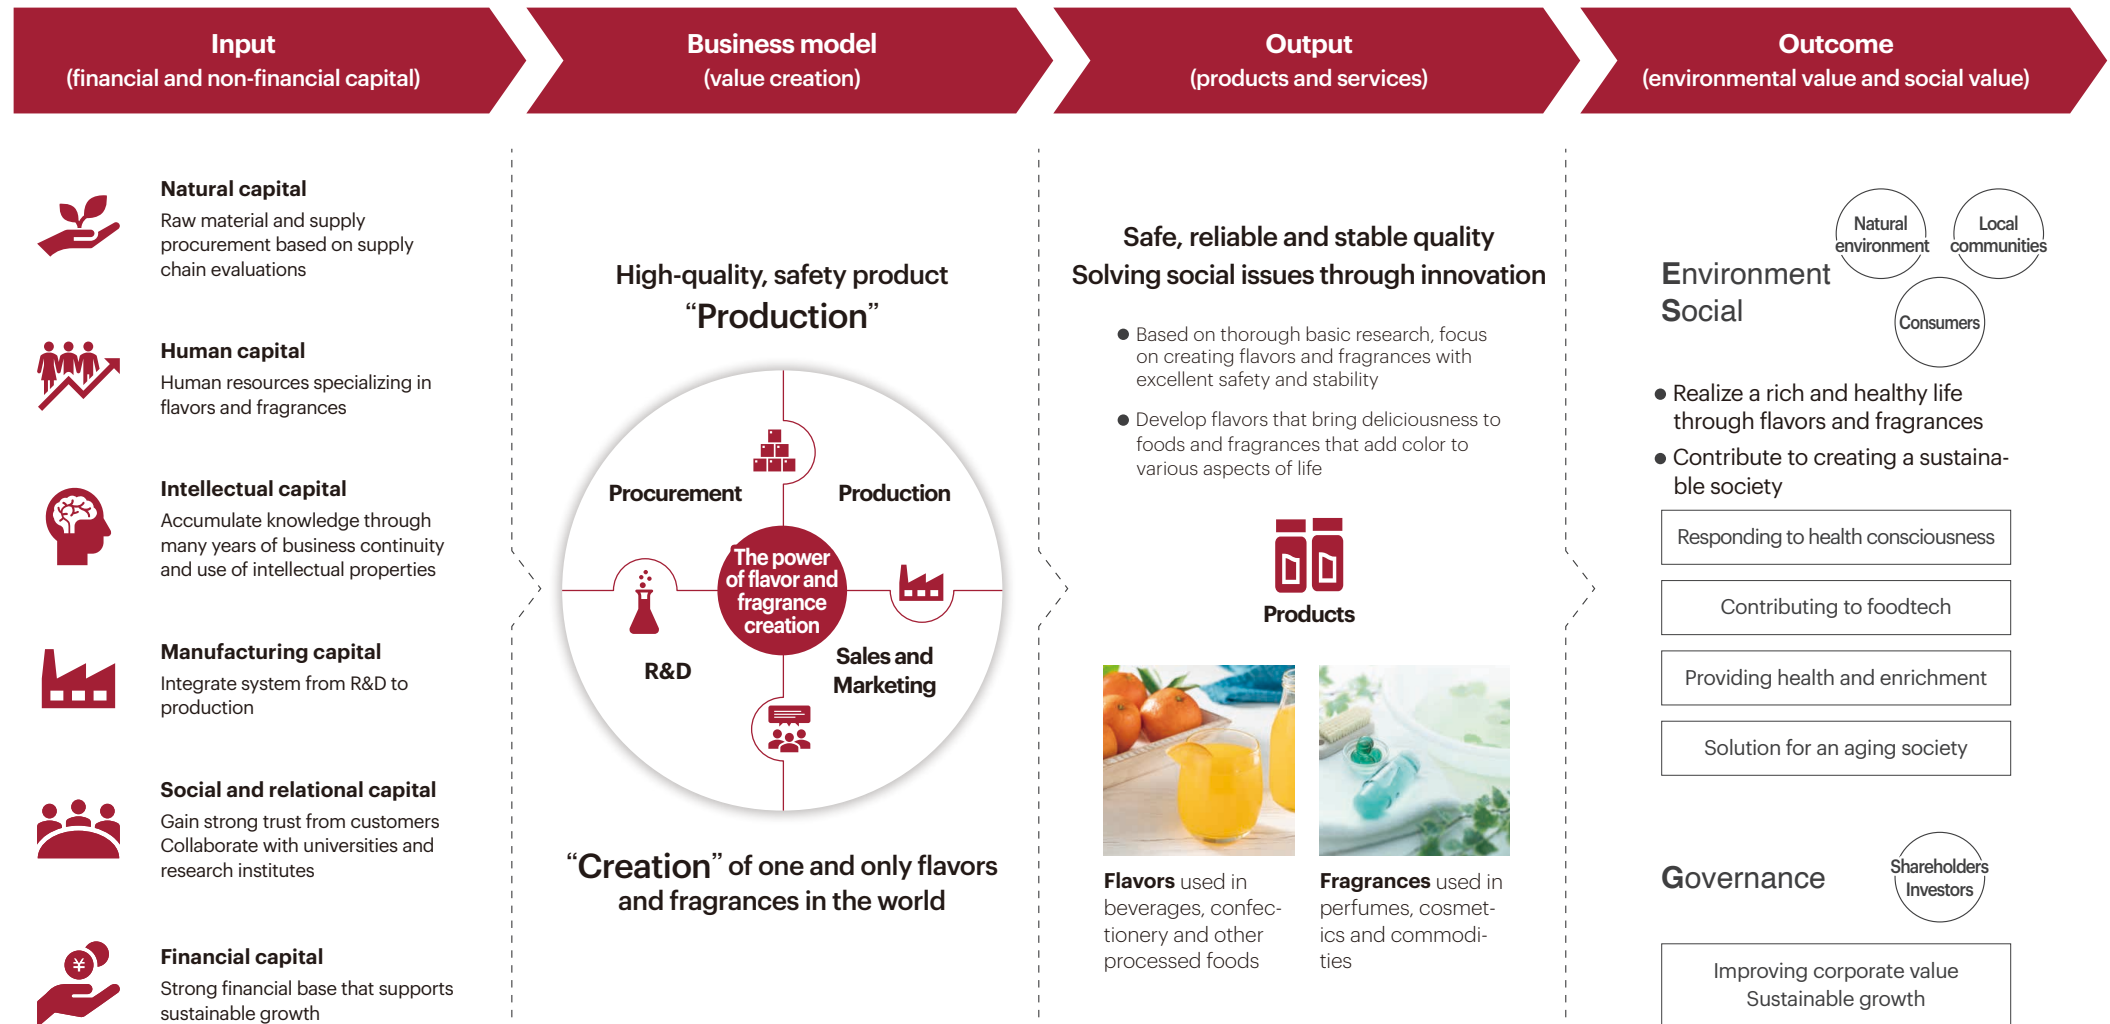 Input
(financial and non-financial capital)
Business model
(value creation)
Output
(products and services)
Outcome
(environmental value and social value)
Natural capital
Raw material and supply
procurement based on supply
chain evaluations
Human capital
Human resources specializing in
flavors and fragrances
Intellectual capital
Accumulate knowledge through
many years of business continuity
and use of intellectual properties
Manufacturing capital
Integrate system from R&D to
production
Social and relational capital
Gain strong trust from customers
Collaborate with universities and
research institutes
¥
Financial capital
Strong financial base that supports
sustainable growth
High-quality, safety product
“Production”
Procurement
Production
The power
of flavor and
fragrance
creation
R&D
Sales and
Marketing
“Creation” of one and only flavors
and fragrances in the world
Safe, reliable and stable quality
Solving social issues through innovation
● Based on thorough basic research, focus
on creating flavors and fragrances with
excellent safety and stability
● Develop flavors that bring deliciousness to
foods and fragrances that add color to
various aspects of life
Products
Flavors used in
beverages, confec-
tionery and other
processed foods
Fragrances used in
perfumes, cosmet-
ics and commodi-
ties
Natural
environment
Local
communities
Consumers
Environment
Social
● Realize a rich and healthy life
through flavors and fragrances
● Contribute to creating a sustaina-
ble society
Responding to health consciousness
Contributing to foodtech
Providing health and enrichment
Solution for an aging society
Governance
Shareholders
Investors
Improving corporate value
Sustainable growth